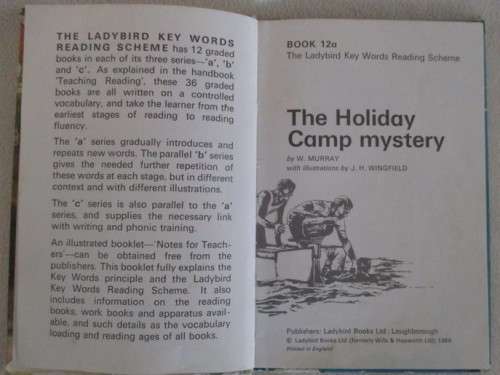 THE LADYBIRD KEY WORDS
READING SCHEME has 12 graded
books in each of its three series—'a', 'b'
and 'c'. As explained in the handbook
'Teaching Reading', these 36 graded
books are all written on a controlled
vocabulary, and take the learner from the
earliest stages of reading to reading
fluency.
The 'a' series gradually introduces and
repeats new words. The parallel 'b' series
gives the needed further repetition of
these words at each stage, but in different
context and with different illustrations.
The 'c' series is also parallel to the 'a'
series, and supplies the necessary link
with writing and phonic training.
An illustrated booklet—'Notes for Teach-
ers'—can be obtained free from the
publishers. This booklet fully explains the
Key Words principle and the Ladybird
Key Words Reading Scheme. It also
includes information on the reading
books, work books and apparatus avail-
able, and such details as the vocabulary
loading and reading ages of all books.
BOOK 12a
The Ladybird Key Words Reading Scheme
The Holiday
Camp mystery
by W. MURRAY
with illustrations by J. H. WINGFIELD
Publishers: Ladybird Books Ltd . Loughborough
© Ladybird Books Ltd (formerly Wills & Hepworth Ltd) 1964
Printed in England